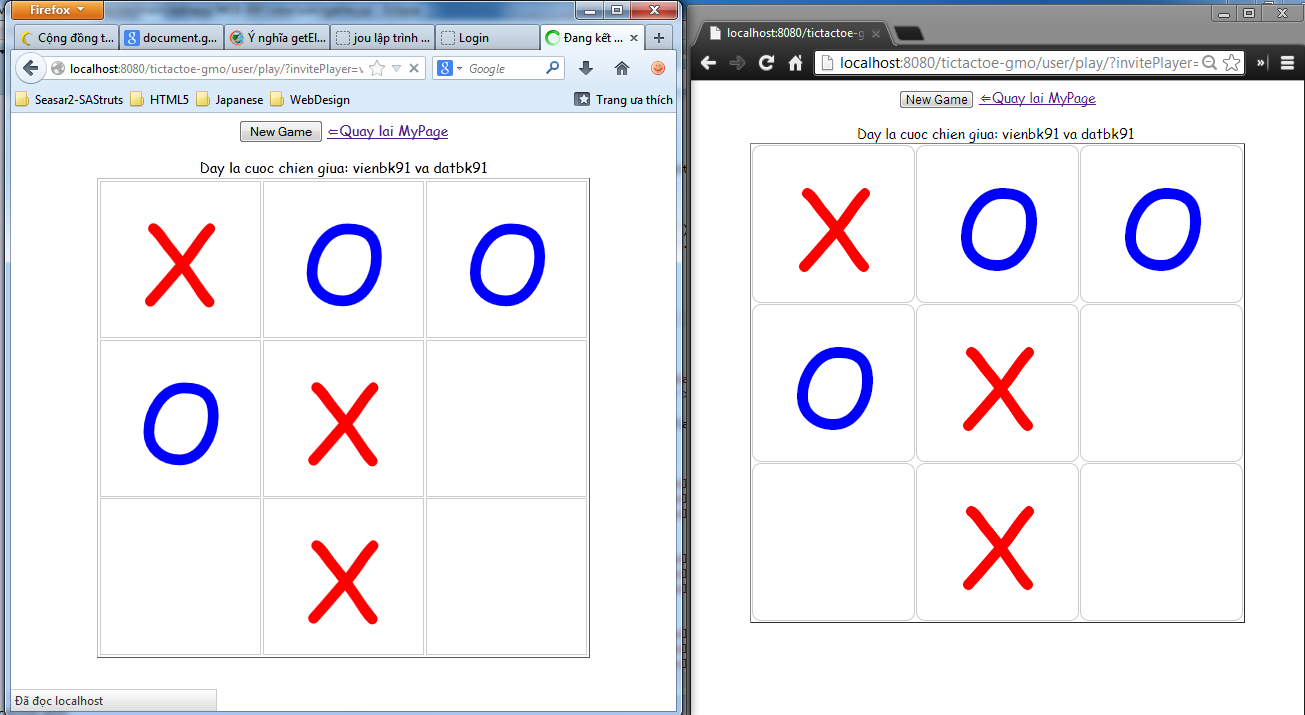 Firefox
Cộng đồng t...
document.g...
Ý nghĩa getEl...
jou lập trình ...
Login
Đang kết ...
localhost:8080/tictactoe-gmo/user/play/?invitePlayer=v
Google
Seasar2-SAStruts
HTML5
Japanese
WebDesign
Trang ưa thích
New Game
⇐Quay lai MyPage
Day la cuoc chien giua: vienbk91 va datbk91
X O O
O X
X
Đã đọc localhost
localhost:8080/tictactoe-g
localhost:8080/tictactoe-gmo/user/play/?invitePlayer=
New Game
⇐Quay lai MyPage
Day la cuoc chien giua: vienbk91 va datbk91
X O O
O X
X